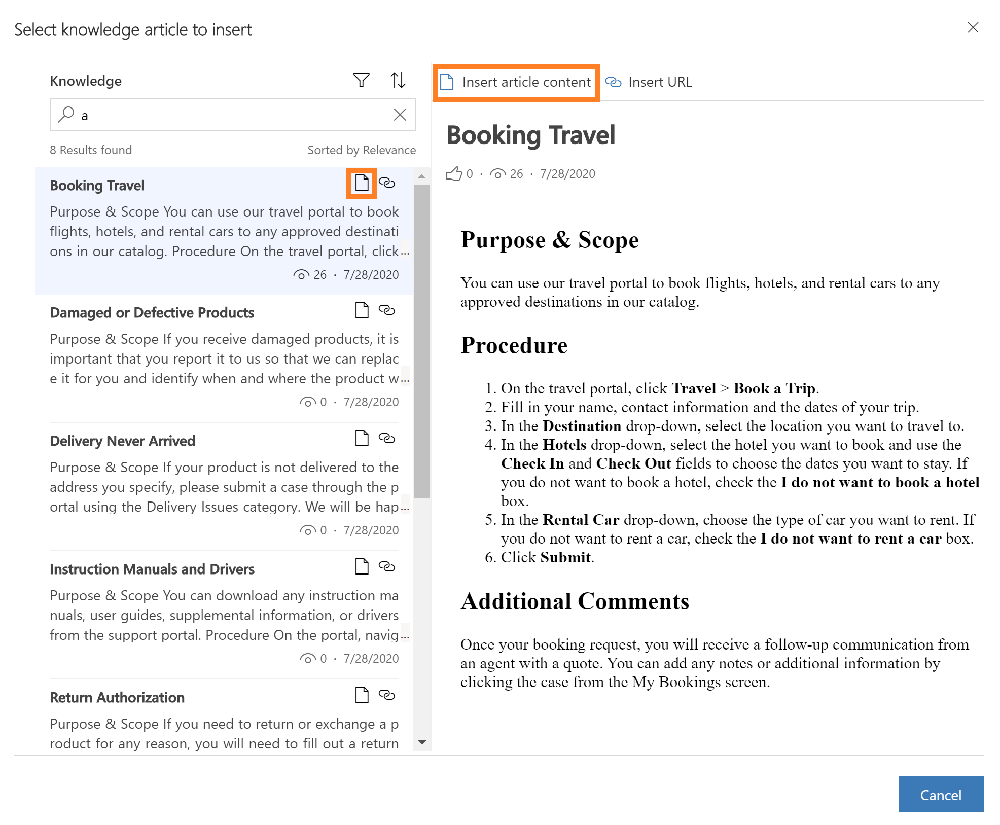 Select knowledge article to insert
Knowledge
a
8 Results found
Sorted by Relevance
Booking Travel
Purpose & Scope You can use our travel portal to book
flights, hotels, and rental cars to any approved destinati
ons in our catalog. Procedure On the travel portal, click...
26 · 7/28/2020
Damaged or Defective Products
Purpose & Scope If you receive damaged products, it is
important that you report it to us so that we can replac
e it for you and identify when and where the product w...
0 · 7/28/2020
Delivery Never Arrived
Purpose & Scope If your product is not delivered to the
address you specify, please submit a case through the p
ortal using the Delivery Issues category. We will be hap...
0 · 7/28/2020
Instruction Manuals and Drivers
Purpose & Scope You can download any instruction ma
nuals, user guides, supplemental information, or drivers
from the support portal. Procedure On the portal, navig...
0 · 7/28/2020
Return Authorization
Purpose & Scope If you need to return or exchange a p
roduct for any reason, you will need to fill out a return
Insert article content
Insert URL
Booking Travel
0 · 26 · 7/28/2020
Purpose & Scope
You can use our travel portal to book flights, hotels, and rental cars to any
approved destinations in our catalog.
Procedure
1. On the travel portal, click Travel > Book a Trip.
2. Fill in your name, contact information and the dates of your trip.
3. In the Destination drop-down, select the location you want to travel to.
4. In the Hotels drop-down, select the hotel you want to book and use the
Check In and Check Out fields to choose the dates you want to stay. If
you do not want to book a hotel, check the I do not want to book a hotel
box.
5. In the Rental Car drop-down, choose the type of car you want to rent. If
you do not want to rent a car, check the I do not want to rent a car box.
6. Click Submit.
Additional Comments
Once your booking request, you will receive a follow-up communication from
an agent with a quote. You can add any notes or additional information by
clicking the case from the My Bookings screen.
Cancel